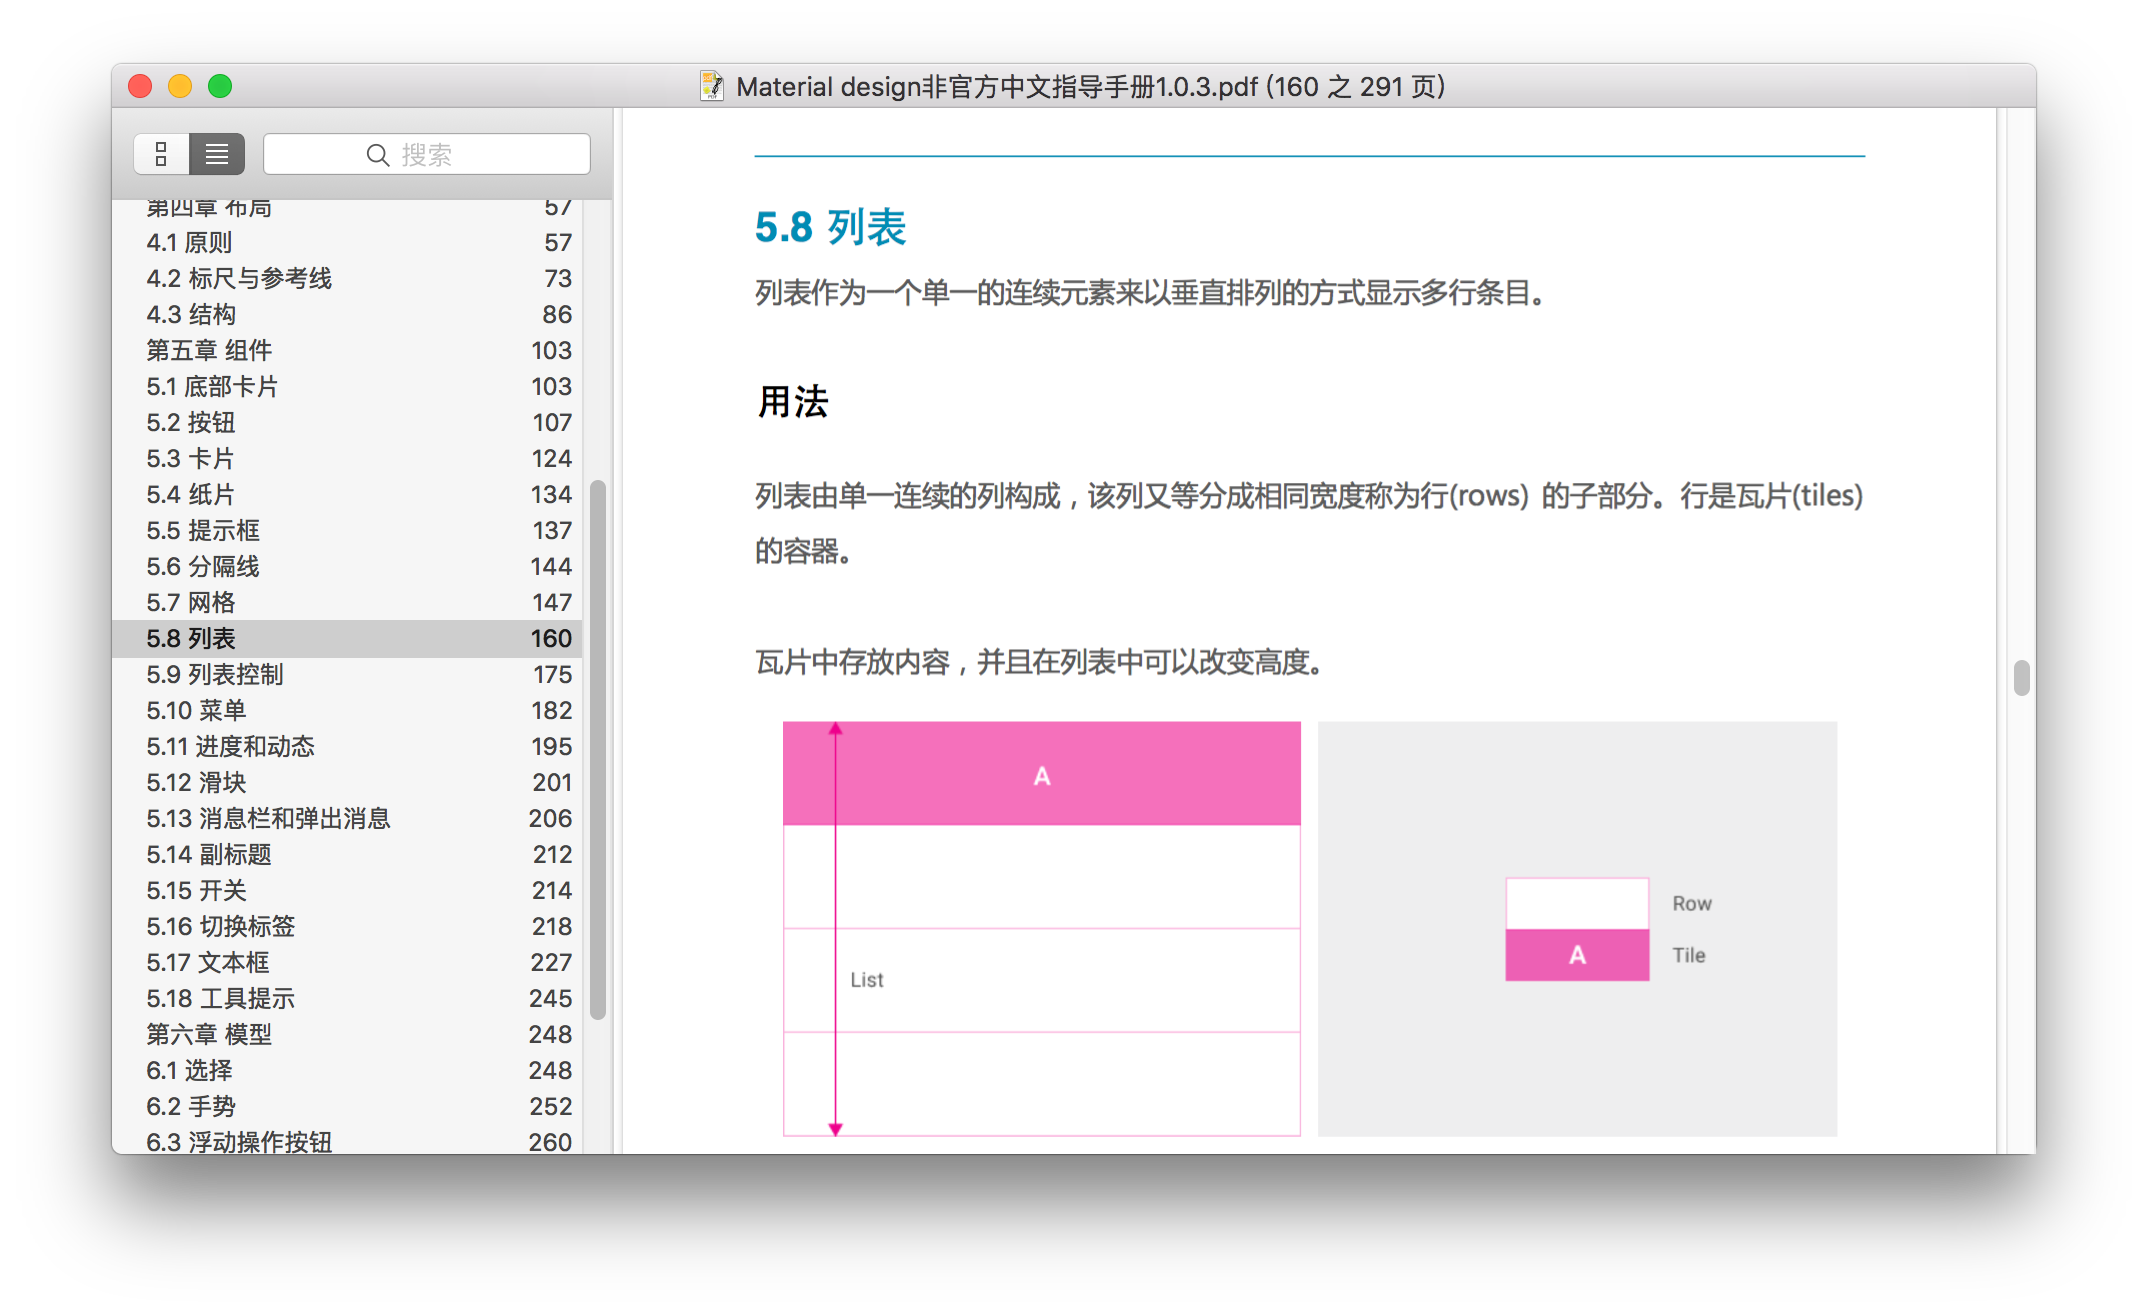 Material design非官方中文指导手册1.0.3.pdf (160 之 291 页)
搜索
第四章 布局 57
4.1 原则 57
4.2 标尺与参考线 73
4.3 结构 86
第五章 组件 103
5.1 底部卡片 103
5.2 按钮 107
5.3 卡片 124
5.4 纸片 134
5.5 提示框 137
5.6 分隔线 144
5.7 网格 147
5.8 列表 160
5.9 列表控制 175
5.10 菜单 182
5.11 进度和动态 195
5.12 滑块 201
5.13 消息栏和弹出消息 206
5.14 副标题 212
5.15 开关 214
5.16 切换标签 218
5.17 文本框 227
5.18 工具提示 245
第六章 模型 248
6.1 选择 248
6.2 手势 252
6.3 浮动操作按钮 260
5.8 列表
列表作为一个单一的连续元素来以垂直排列的方式显示多行条目。
用法
列表由单一连续的列构成，该列又等分成相同宽度称为行(rows) 的子部分。行是瓦片(tiles)
的容器。
瓦片中存放内容，并且在列表中可以改变高度。
A
List
Row
A
Tile